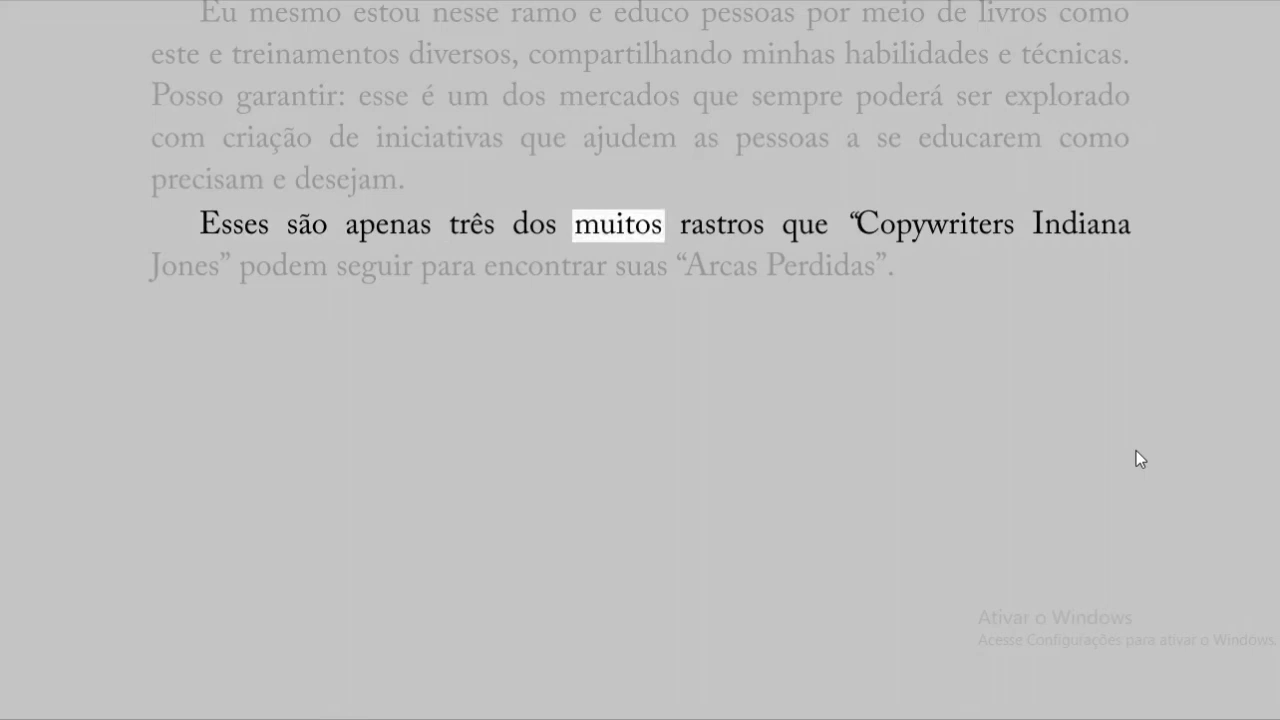 Eu mesmo estou nesse ramo e educo pessoas por meio de livros como
este e treinamentos diversos, compartilhando minhas habilidades e técnicas.
Posso garantir: esse é um dos mercados que sempre poderá ser explorado
com criação de iniciativas que ajudem as pessoas a se educarem como
precisam e desejam.
Esses são apenas três dos muitos rastros que “Copywriters Indiana
Jones” podem seguir para encontrar suas “Arcas Perdidas”.
Ativar o Windows
Acesse Configurações para ativar o Windows.